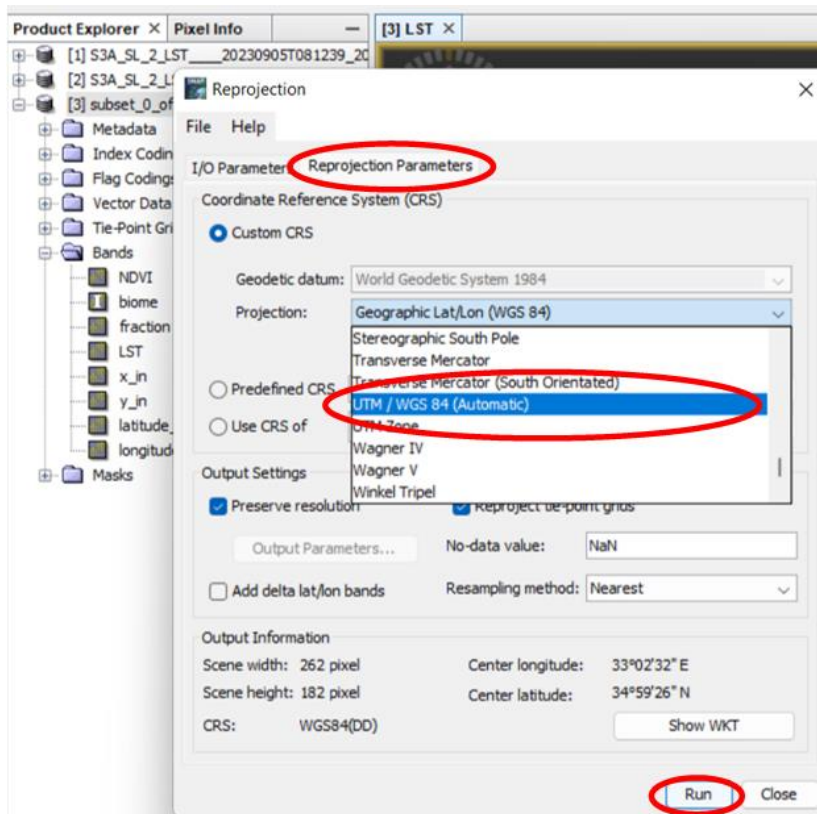 Product Explorer × Pixel Info
[3] LST ×
[1] S3A_SL_2_LST____20230905T081239_20
[2] S3A_SL_2_LS
[3] subset_0_of
Metadata
Index Codin
Flag Codings
Vector Data
Tie-Point Gri
Bands
NDVI
biome
fraction
LST
x_in
y_in
latitude_
longitud
Masks
Reprojection
File Help
I/O Parameter Reprojection Parameters
Coordinate Reference System (CRS)
Custom CRS
Geodetic datum: World Geodetic System 1984
Projection: Geographic Lat/Lon (WGS 84)
Stereographic South Pole
Transverse Mercator
Transverse Mercator (South Orientated)
UTM / WGS 84 (Automatic)
UTM Zone
Wagner IV
Wagner V
Winkel Tripel
Predefined CRS
Use CRS of
Output Settings
Preserve resolution Reproject tie-point grids
Output Parameters... No-data value: NaN
Add delta lat/lon bands Resampling method: Nearest
Output Information
Scene width: 262 pixel Center longitude: 33°02'32" E
Scene height: 182 pixel Center latitude: 34°59'26" N
CRS: WGS84(DD) Show WKT
Run Close